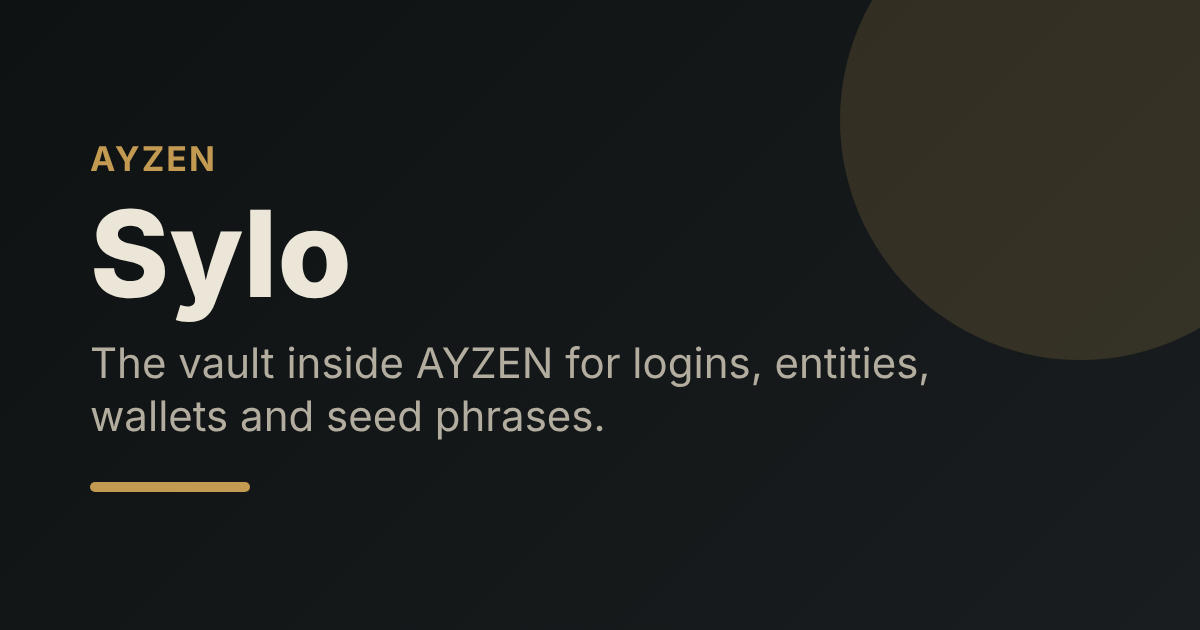 AYZEN
Sylo
The vault inside AYZEN for logins, entities,
wallets and seed phrases.